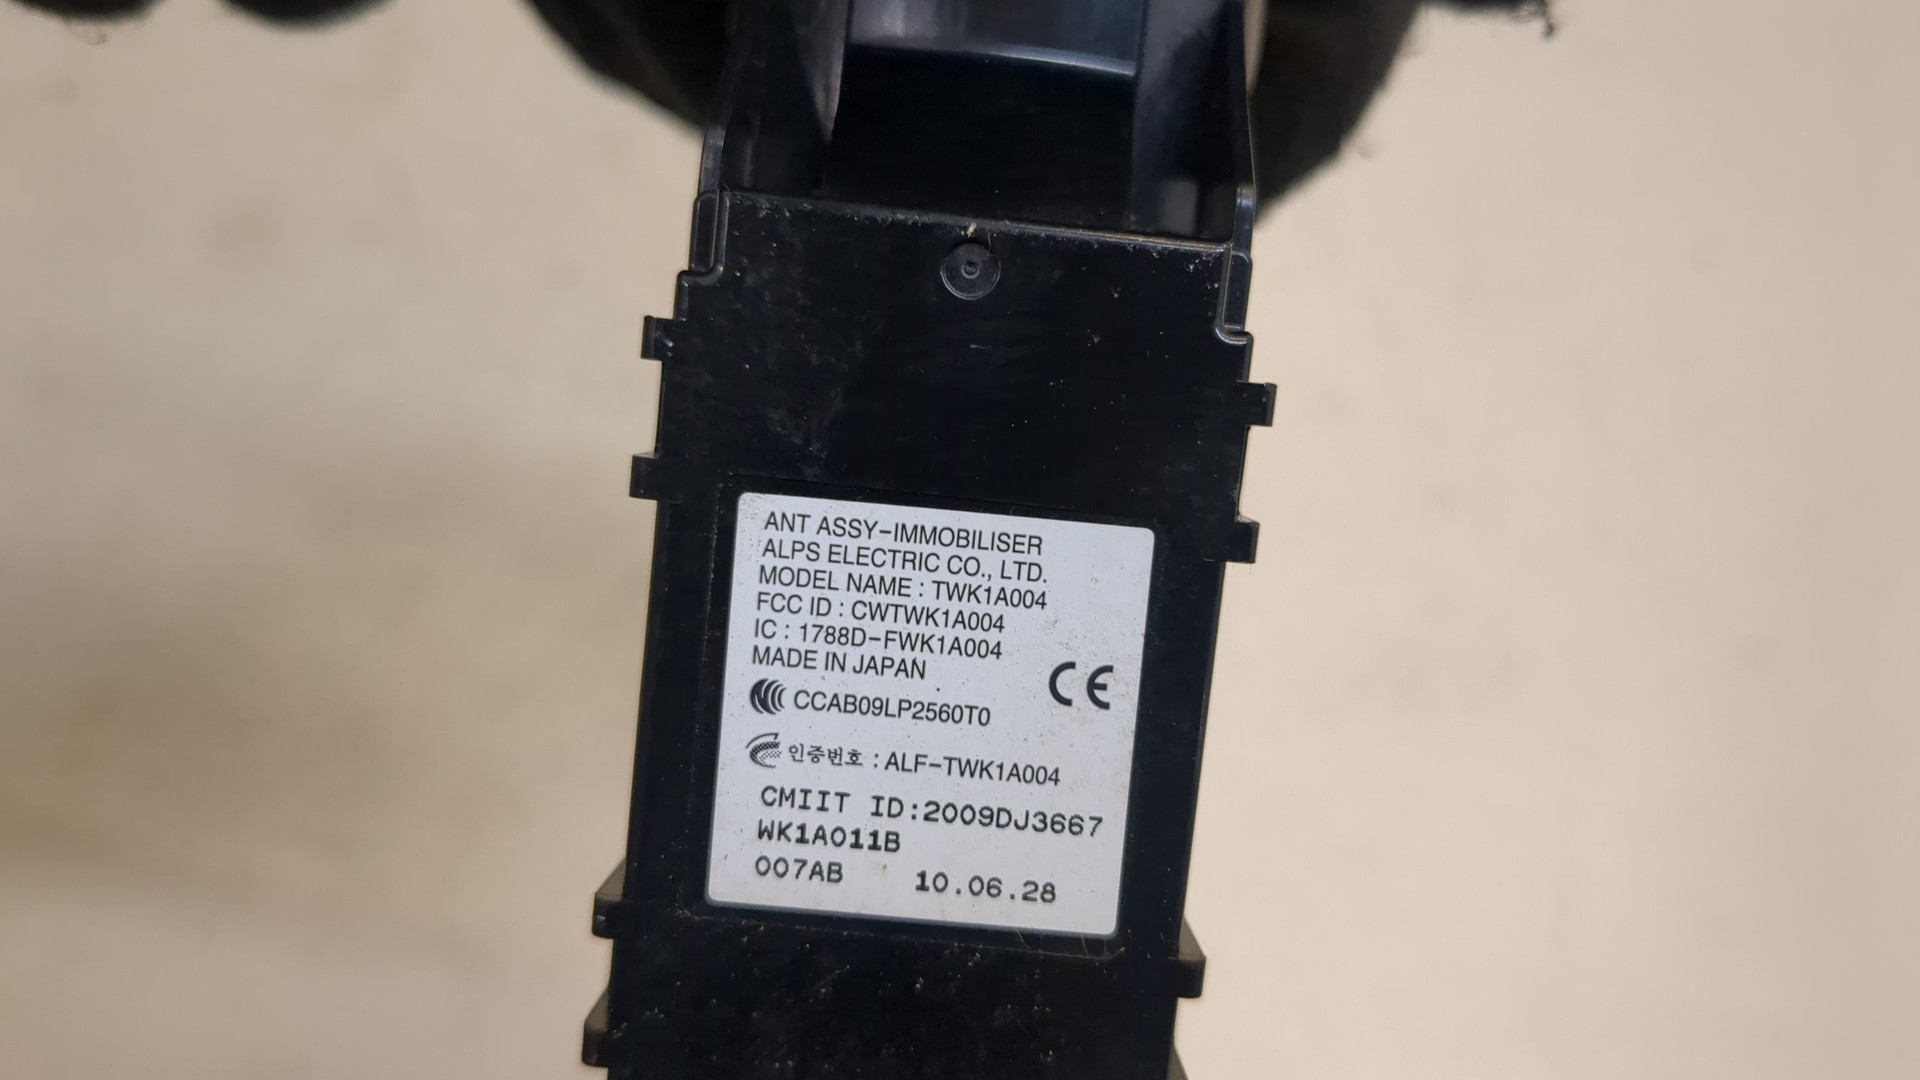 ANT ASSY-IMMOBILISER
ALPS ELECTRIC CO., LTD.
MODEL NAME : TWK1A004
FCC ID : CWTWK1A004
IC : 1788D-FWK1A004
MADE IN JAPAN
CE
CCAB09LP2560T0
인증번호 : ALF-TWK1A004
CMIIT ID:2009DJ3667
WK1A011B
007AB 10.06.28